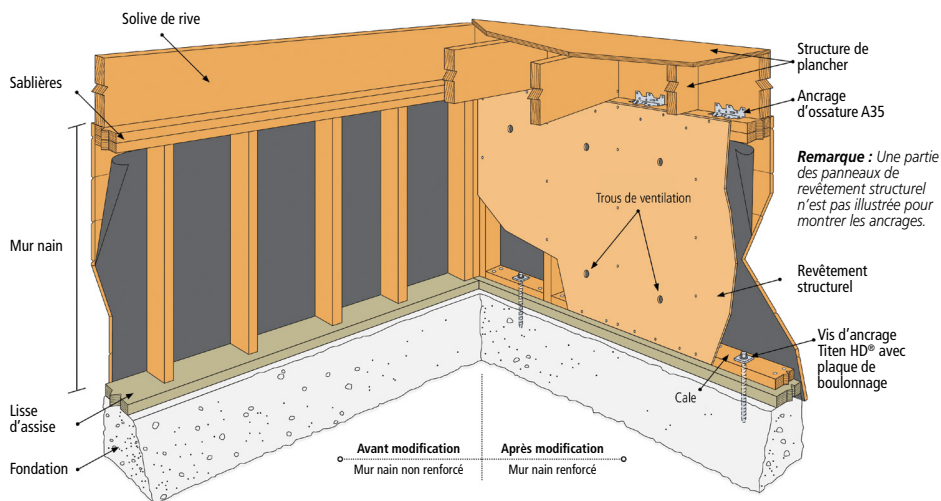 Solive de rive
Sablières
Mur nain
Lisse
d'assise
Fondation
Structure de
plancher
Ancrage
d'ossature A35
Remarque : Une partie
des panneaux de
revêtement structurel
n'est pas illustrée pour
montrer les ancrages.
Trous de ventilation
Revêtement
structurel
Vis d'ancrage
Titen HD® avec
plaque de
boulonnage
Cale
Avant modification
Mur nain non renforcé
Après modification
Mur nain renforcé